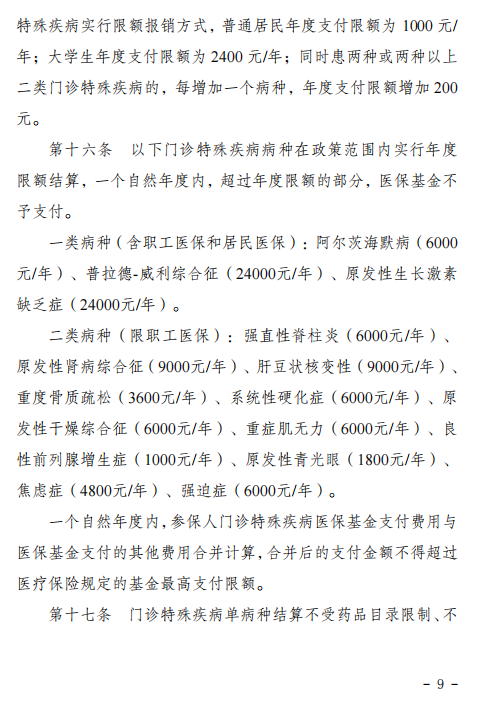 特殊疾病实行限额报销方式，普通居民年度支付限额为 1000 元/
年；大学生年度支付限额为 2400 元/年；同时患两种或两种以上
二类门诊特殊疾病的，每增加一个病种，年度支付限额增加 200
元。
第十六条 以下门诊特殊疾病病种在政策范围内实行年度
限额结算，一个自然年度内，超过年度限额的部分，医保基金不
予支付。
一类病种（含职工医保和居民医保）：阿尔茨海默病（6000
元/年）、普拉德-威利综合征（24000元/年）、原发性生长激素
缺乏症（24000元/年）。
二类病种（限职工医保）：强直性脊柱炎（6000元/年）、
原发性肾病综合征（9000元/年）、肝豆状核变性（9000元/年）、
重度骨质疏松（3600元/年）、系统性硬化症（6000元/年）、原
发性干燥综合征（6000元/年）、重症肌无力（6000元/年）、良
性前列腺增生症（1000元/年）、原发性青光眼（1800元/年）、
焦虑症（4800元/年）、强迫症（6000元/年）。
一个自然年度内，参保人门诊特殊疾病医保基金支付费用与
医保基金支付的其他费用合并计算，合并后的支付金额不得超过
医疗保险规定的基金最高支付限额。
第十七条 门诊特殊疾病单病种结算不受药品目录限制、不
- 9 -